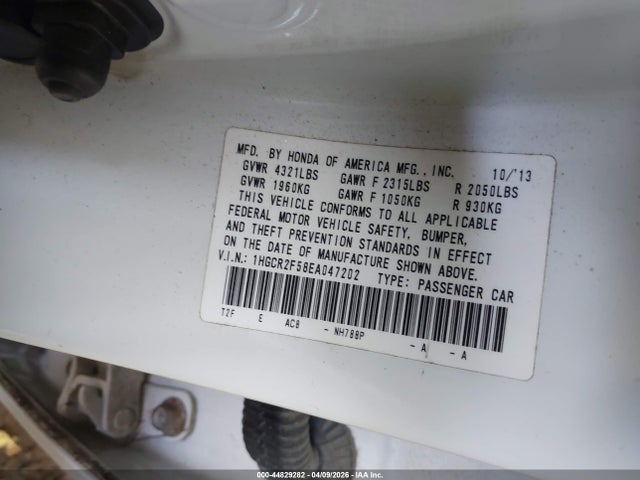 MFD. BY HONDA OF AMERICA MFG., INC. 10/'13
GVWR 4321LBS GAWR F 2315LBS R 2050LBS
GVWR 1960KG GAWR F 1050KG R 930KG
THIS VEHICLE CONFORMS TO ALL APPLICABLE
FEDERAL MOTOR VEHICLE SAFETY, BUMPER,
AND THEFT PREVENTION STANDARDS IN EFFECT
ON THE DATE OF MANUFACTURE SHOWN ABOVE.
V.I.N.: 1HGCR2F58EA047202 TYPE: PASSENGER CAR
T2F E AC8 - NH788P - A - A
000-44829282 - 04/09/2026 - IAA Inc.